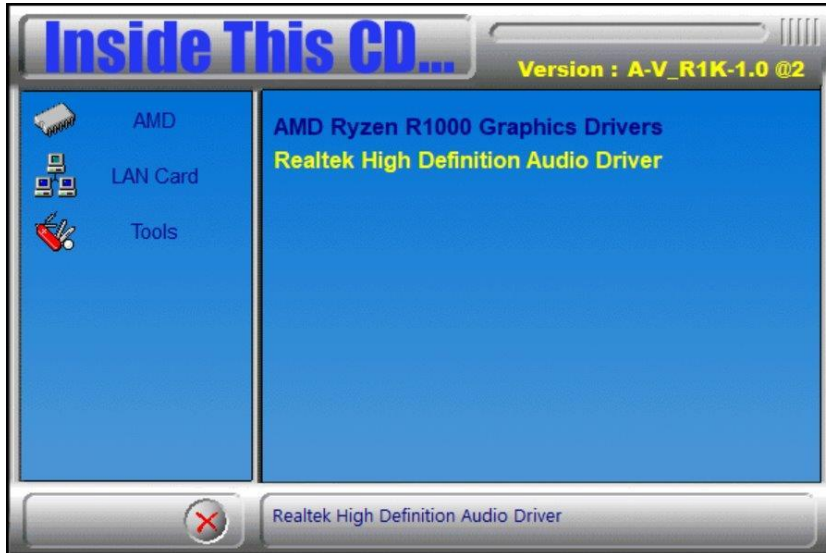 Inside This CD...
Version : A-V_R1K-1.0 @2
AMD
LAN Card
Tools
AMD Ryzen R1000 Graphics Drivers
Realtek High Definition Audio Driver
Realtek High Definition Audio Driver